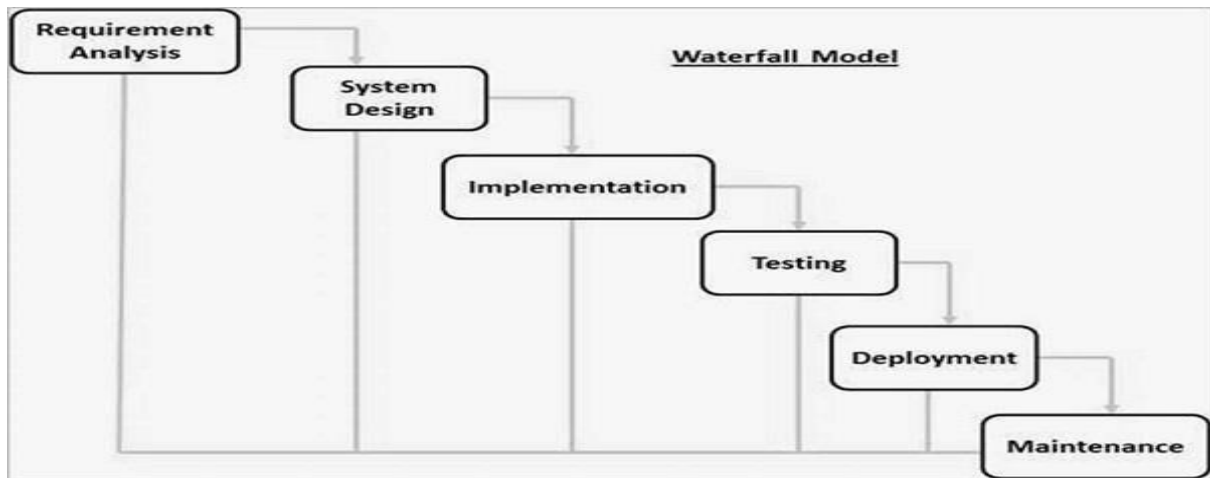 Requirement
Analysis
Waterfall Model
System
Design
Implementation
Testing
Deployment
Maintenance